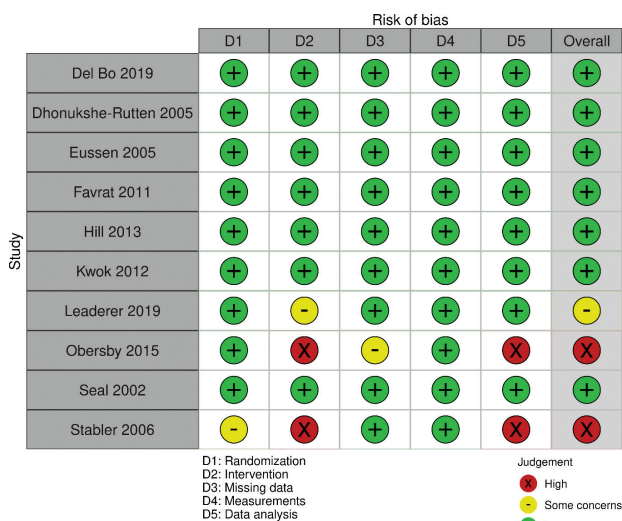 Risk of bias
D1 D2 D3 D4 D5 Overall
Study
Del Bo 2019 + + + + + +
Dhonukshe-Rutten 2005 + + + + + +
Eussen 2005 + + + + + +
Favrat 2011 + + + + + +
Hill 2013 + + + + + +
Kwok 2012 + + + + + +
Leaderer 2019 + - + + + -
Obersby 2015 + X - + X X
Seal 2002 + + + + + +
Stabler 2006 - X + + X X
D1: Randomization
D2: Intervention
D3: Missing data
D4: Measurements
D5: Data analysis
Judgement
X High
- Some concerns